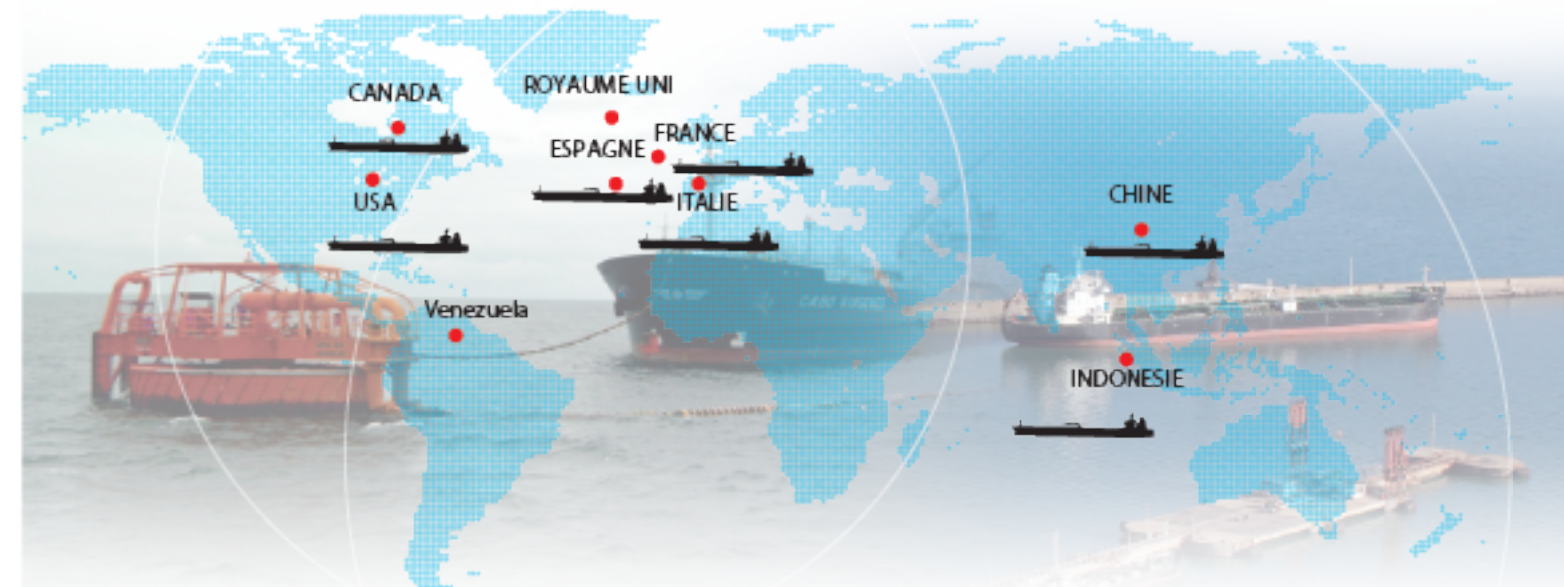 CANADA
ROYAUME UNI
FRANCE
ESPAGNE
USA
ITALIE
CHINE
Venezuela
INDONESIE